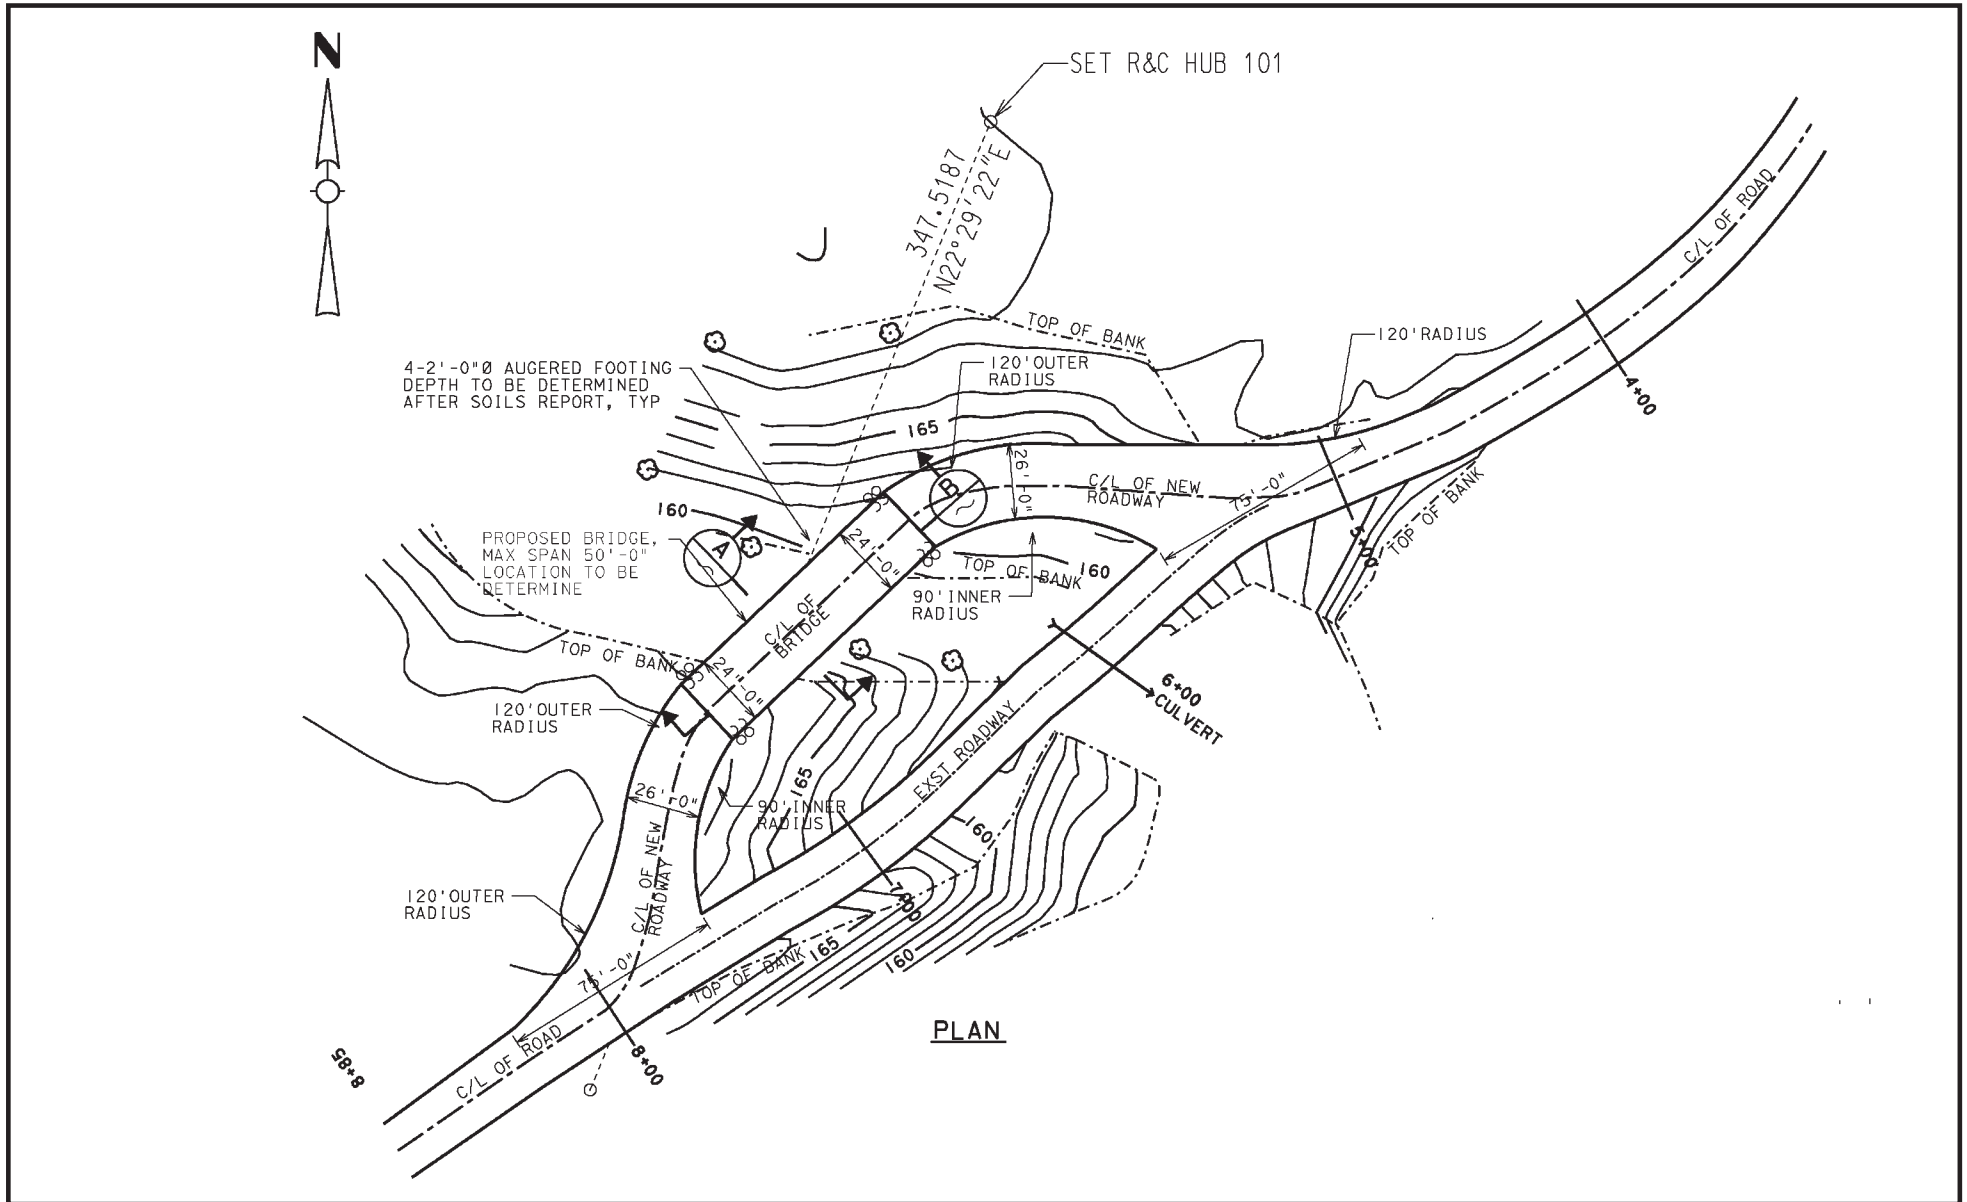 N
SET R&C HUB 101
347.5187
N22°29'22"E
C/L OF ROAD
TOP OF BANK
120'RADIUS
4-2'-0"Ø AUGERED FOOTING
DEPTH TO BE DETERMINED
AFTER SOILS REPORT, TYP
120'OUTER
RADIUS
4+00
165
26'-0"
B
C/L OF NEW
ROADWAY
75'-0"
TOP OF BANK
160
A
PROPOSED BRIDGE,
MAX SPAN 50'-0"
LOCATION TO BE
DETERMINE
24'-0"
5+00
TOP OF BANK
160
90'INNER
RADIUS
C/L OF
BRIDGE
TOP OF BANK
24'-0"
6+00
CULVERT
120'OUTER
RADIUS
EXST ROADWAY
165
26'-0"
90'INNER
RADIUS
160
C/L OF NEW
ROADWAY
120'OUTER
RADIUS
7+00
75'-0"
TOP OF BANK
165
160
PLAN
C/L OF ROAD
8+00
8+85